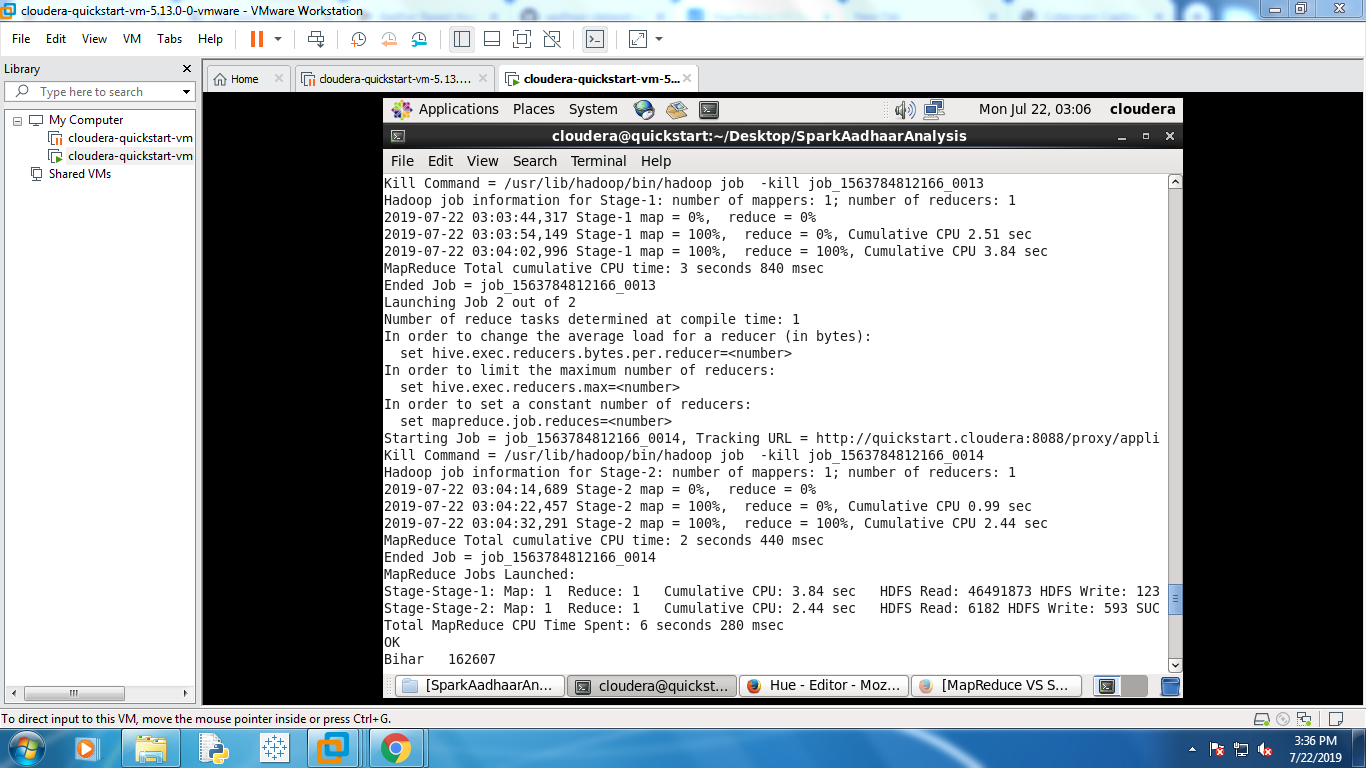 cloudera-quickstart-vm-5.13.0-0-vmware - VMware Workstation
File Edit View VM Tabs Help
Library
Type here to search
My Computer
cloudera-quickstart-vm
cloudera-quickstart-vm
Shared VMs
Home cloudera-quickstart-vm-5.13.... cloudera-quickstart-vm-5...
Applications Places System Mon Jul 22, 03:06 cloudera
cloudera@quickstart:~/Desktop/SparkAadhaarAnalysis
File Edit View Search Terminal Help
Kill Command = /usr/lib/hadoop/bin/hadoop job  -kill job_1563784812166_0013
Hadoop job information for Stage-1: number of mappers: 1; number of reducers: 1
2019-07-22 03:03:44,317 Stage-1 map = 0%,  reduce = 0%
2019-07-22 03:03:54,149 Stage-1 map = 100%,  reduce = 0%, Cumulative CPU 2.51 sec
2019-07-22 03:04:02,996 Stage-1 map = 100%,  reduce = 100%, Cumulative CPU 3.84 sec
MapReduce Total cumulative CPU time: 3 seconds 840 msec
Ended Job = job_1563784812166_0013
Launching Job 2 out of 2
Number of reduce tasks determined at compile time: 1
In order to change the average load for a reducer (in bytes):
  set hive.exec.reducers.bytes.per.reducer=<number>
In order to limit the maximum number of reducers:
  set hive.exec.reducers.max=<number>
In order to set a constant number of reducers:
  set mapreduce.job.reduces=<number>
Starting Job = job_1563784812166_0014, Tracking URL = http://quickstart.cloudera:8088/proxy/appli
Kill Command = /usr/lib/hadoop/bin/hadoop job  -kill job_1563784812166_0014
Hadoop job information for Stage-2: number of mappers: 1; number of reducers: 1
2019-07-22 03:04:14,689 Stage-2 map = 0%,  reduce = 0%
2019-07-22 03:04:22,457 Stage-2 map = 100%,  reduce = 0%, Cumulative CPU 0.99 sec
2019-07-22 03:04:32,291 Stage-2 map = 100%,  reduce = 100%, Cumulative CPU 2.44 sec
MapReduce Total cumulative CPU time: 2 seconds 440 msec
Ended Job = job_1563784812166_0014
MapReduce Jobs Launched:
Stage-Stage-1: Map: 1  Reduce: 1   Cumulative CPU: 3.84 sec   HDFS Read: 46491873 HDFS Write: 123
Stage-Stage-2: Map: 1  Reduce: 1   Cumulative CPU: 2.44 sec   HDFS Read: 6182 HDFS Write: 593 SUC
Total MapReduce CPU Time Spent: 6 seconds 280 msec
OK
Bihar   162607
[SparkAadhaarAn... cloudera@quickst... Hue - Editor - Moz... [MapReduce VS S...
To direct input to this VM, move the mouse pointer inside or press Ctrl+G.
3:36 PM
7/22/2019